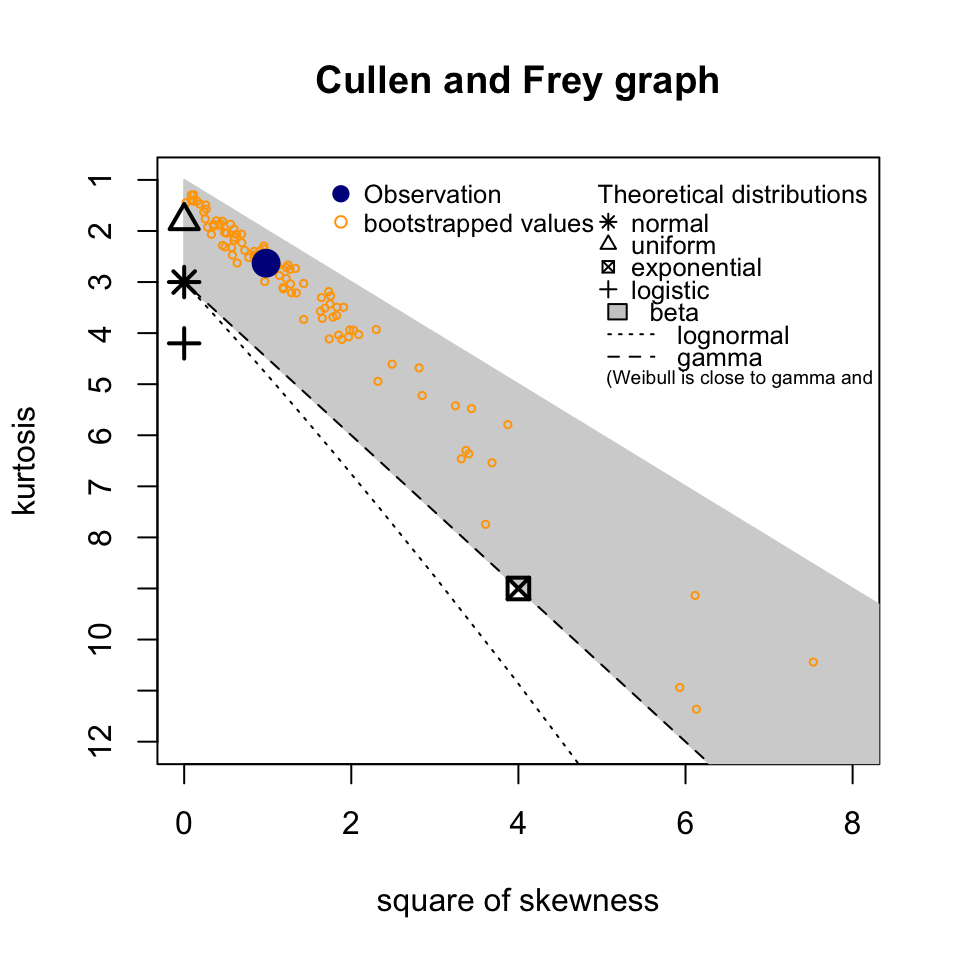 Cullen and Frey graph
Observation
bootstrapped values
Theoretical distributions
normal
uniform
exponential
logistic
beta
lognormal
gamma
(Weibull is close to gamma and
kurtosis
1
2
3
4
5
6
7
8
10
12
0 2 4 6 8
square of skewness